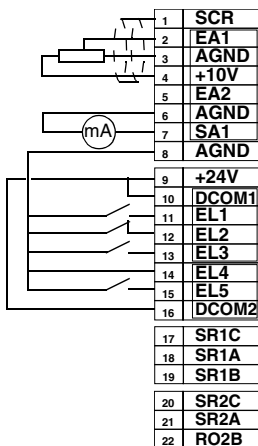 1 SCR
2 EA1
3 AGND
4 +10V
5 EA2
6 AGND
mA
7 SA1
8 AGND
9 +24V
10 DCOM1
11 EL1
12 EL2
13 EL3
14 EL4
15 EL5
16 DCOM2
17 SR1C
18 SR1A
19 SR1B
20 SR2C
21 SR2A
22 RO2B